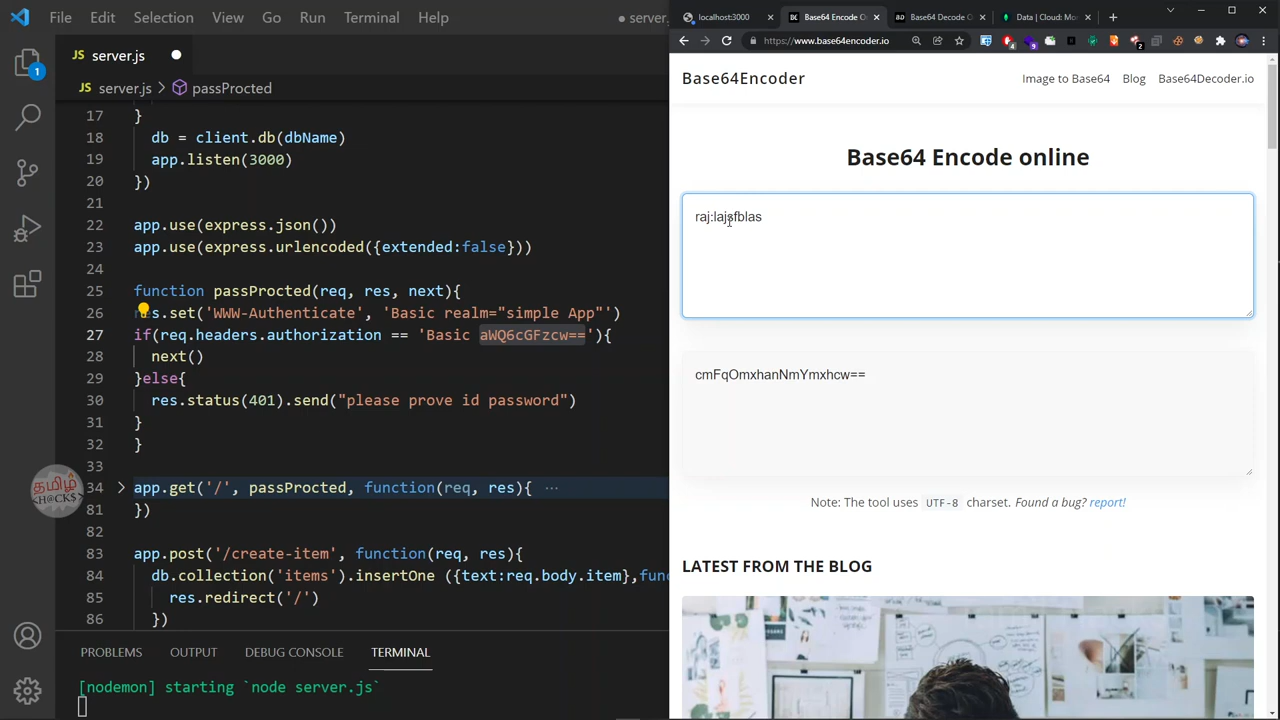 File Edit Selection View Go Run Terminal Help
server.
localhost:3000
Base64 Encode O
Base64 Decode O
Data | Cloud: Mo
https://www.base64encoder.io
JS server.js
JS server.js > passProcted
17 }
18 db = client.db(dbName)
19 app.listen(3000)
20 })
21
22 app.use(express.json())
23 app.use(express.urlencoded({extended:false}))
24
25 function passProcted(req, res, next){
26 res.set('WWW-Authenticate', 'Basic realm="simple App"')
27 if(req.headers.authorization == 'Basic aWQ6cGFzcw=='){
28 next()
29 }else{
30 res.status(401).send("please prove id password")
31 }
32 }
33
34 app.get('/', passProcted, function(req, res){ ...
81 })
82
83 app.post('/create-item', function(req, res){
84 db.collection('items').insertOne ({text:req.body.item},func
85 res.redirect('/')
86 })
PROBLEMS OUTPUT DEBUG CONSOLE TERMINAL
[nodemon] starting `node server.js`
தமிழ்
<H@CK$>
1
Base64Encoder
Image to Base64 Blog Base64Decoder.io
Base64 Encode online
raj:lajsfblas
cmFqOmxhanNmYmxhcw==
Note: The tool uses UTF-8 charset. Found a bug? report!
LATEST FROM THE BLOG